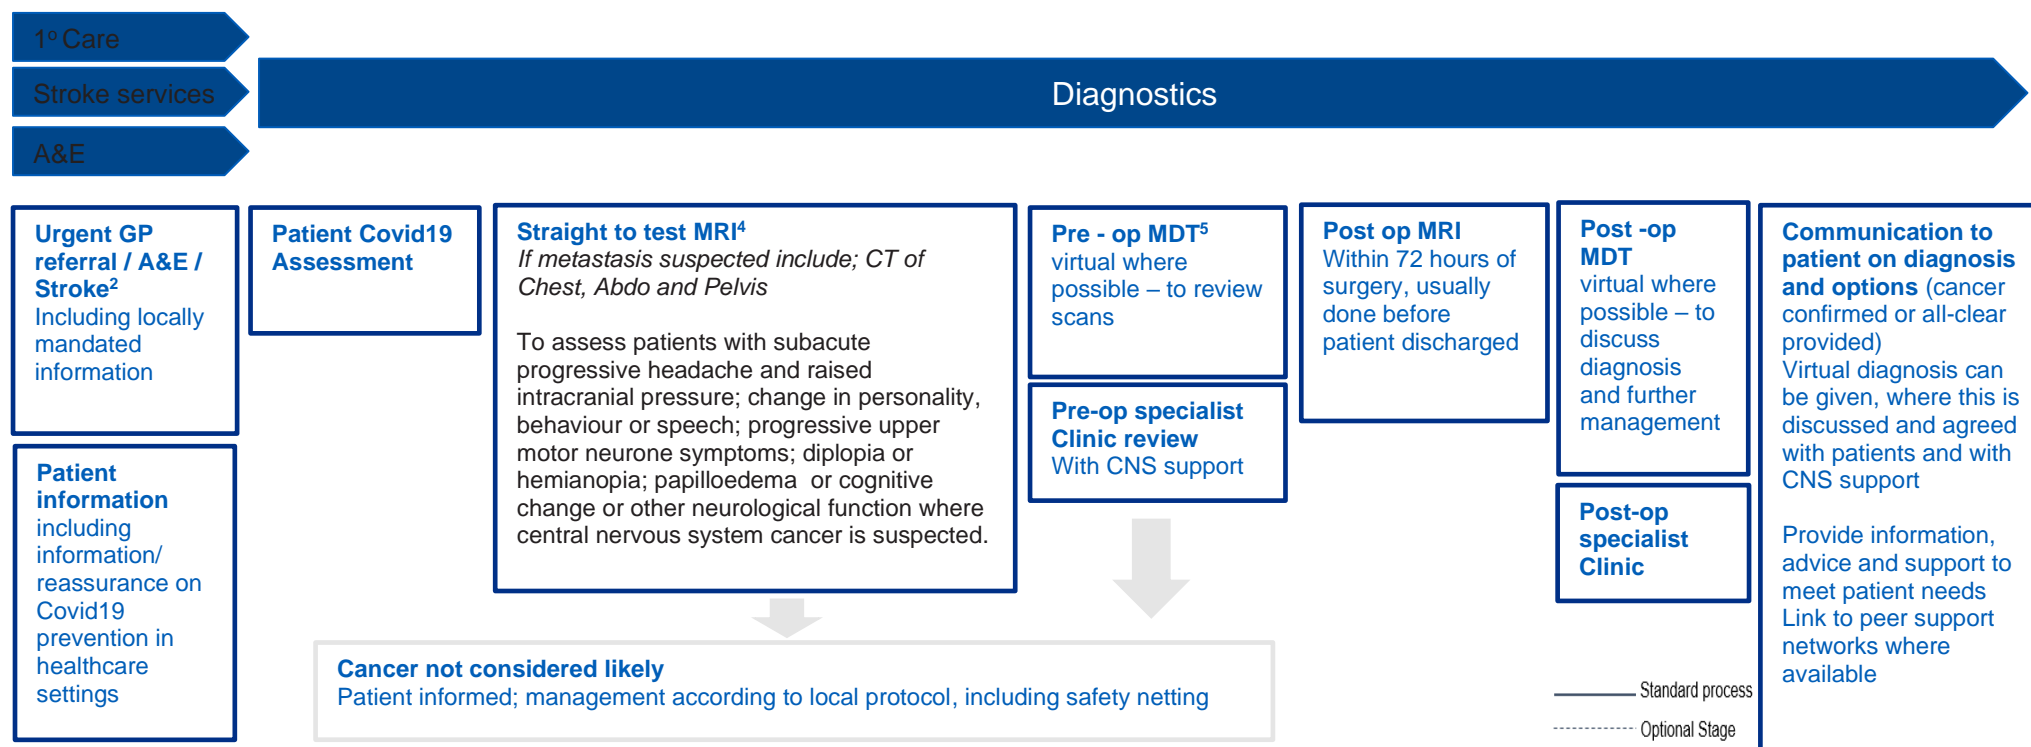 1º Care
Stroke services
A&E
Diagnostics
Urgent GP
referral / A&E /
Stroke²
Including locally
mandated
information
Patient
information
including
information/
reassurance on
Covid19
prevention in
healthcare
settings
Patient Covid19
Assessment
Straight to test MRI⁴
If metastasis suspected include; CT of
Chest, Abdo and Pelvis
To assess patients with subacute
progressive headache and raised
intracranial pressure; change in personality,
behaviour or speech; progressive upper
motor neurone symptoms; diplopia or
hemianopia; papilloedema or cognitive
change or other neurological function where
central nervous system cancer is suspected.
Pre - op MDT⁵
virtual where
possible – to review
scans
Pre-op specialist
Clinic review
With CNS support
Cancer not considered likely
Patient informed; management according to local protocol, including safety netting
Post op MRI
Within 72 hours of
surgery, usually
done before
patient discharged
Post -op
MDT
virtual where
possible – to
discuss
diagnosis
and further
management
Post-op
specialist
Clinic
Communication to
patient on diagnosis
and options (cancer
confirmed or all-clear
provided)
Virtual diagnosis can
be given, where this is
discussed and agreed
with patients and with
CNS support
Provide information,
advice and support to
meet patient needs
Link to peer support
networks where
available
Standard process
Optional Stage